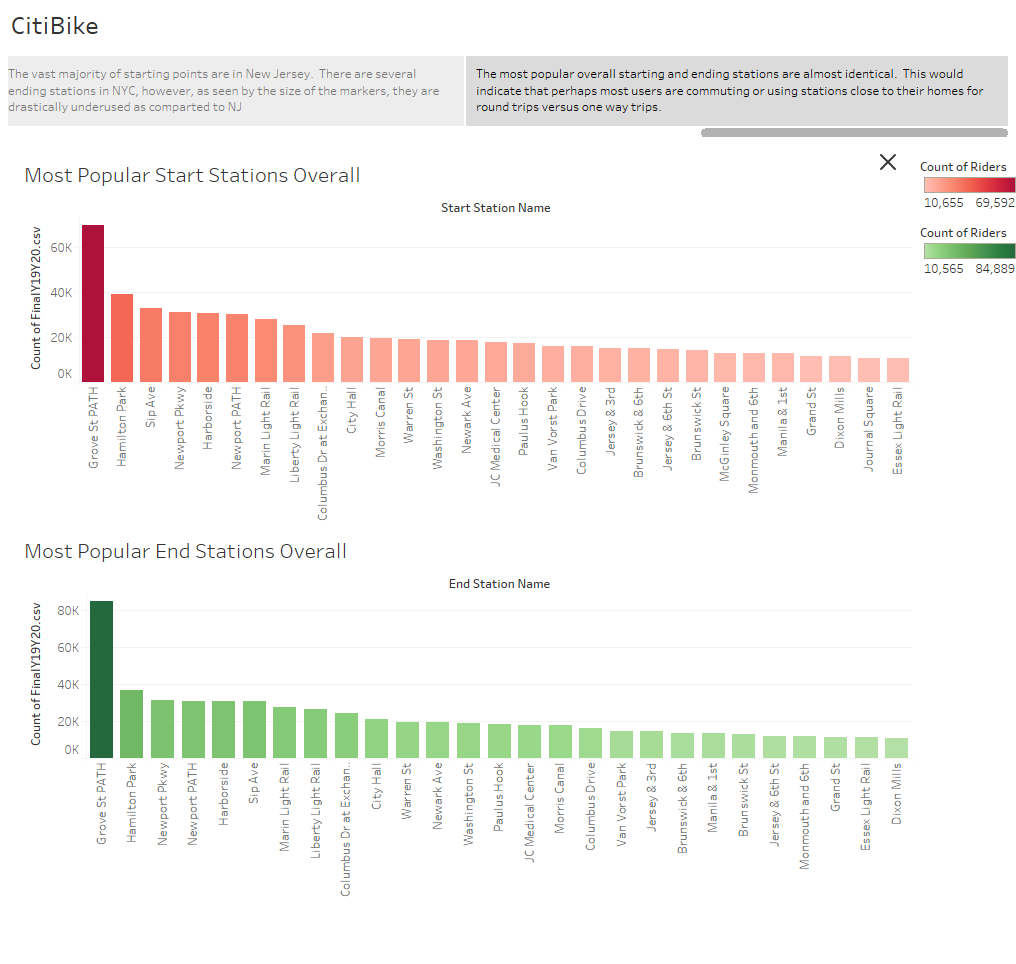 CitiBike
The vast majority of starting points are in New Jersey. There are several
ending stations in NYC, however, as seen by the size of the markers, they are
drastically underused as comparted to NJ
The most popular overall starting and ending stations are almost identical. This would
indicate that perhaps most users are commuting or using stations close to their homes for
round trips versus one way trips.
Most Popular Start Stations Overall
Start Station Name
Count of FinalY19Y20.csv
60K
40K
20K
0K
Grove St PATH
Hamilton Park
Sip Ave
Newport Pkwy
Harborside
Newport PATH
Marin Light Rail
Liberty Light Rail
Columbus Dr at Exchan..
City Hall
Morris Canal
Warren St
Washington St
Newark Ave
JC Medical Center
Paulus Hook
Van Vorst Park
Columbus Drive
Jersey & 3rd
Brunswick & 6th
Jersey & 6th St
Brunswick St
McGinley Square
Monmouth and 6th
Manila & 1st
Grand St
Dixon Mills
Journal Square
Essex Light Rail
Count of Riders
10,655 69,592
Count of Riders
10,565 84,889
Most Popular End Stations Overall
End Station Name
Count of FinalY19Y20.csv
80K
60K
40K
20K
0K
Grove St PATH
Hamilton Park
Newport Pkwy
Newport PATH
Harborside
Sip Ave
Marin Light Rail
Liberty Light Rail
Columbus Dr at Exchan..
City Hall
Warren St
Newark Ave
Washington St
Paulus Hook
JC Medical Center
Morris Canal
Columbus Drive
Van Vorst Park
Jersey & 3rd
Brunswick & 6th
Manila & 1st
Brunswick St
Jersey & 6th St
Monmouth and 6th
Grand St
Essex Light Rail
Dixon Mills